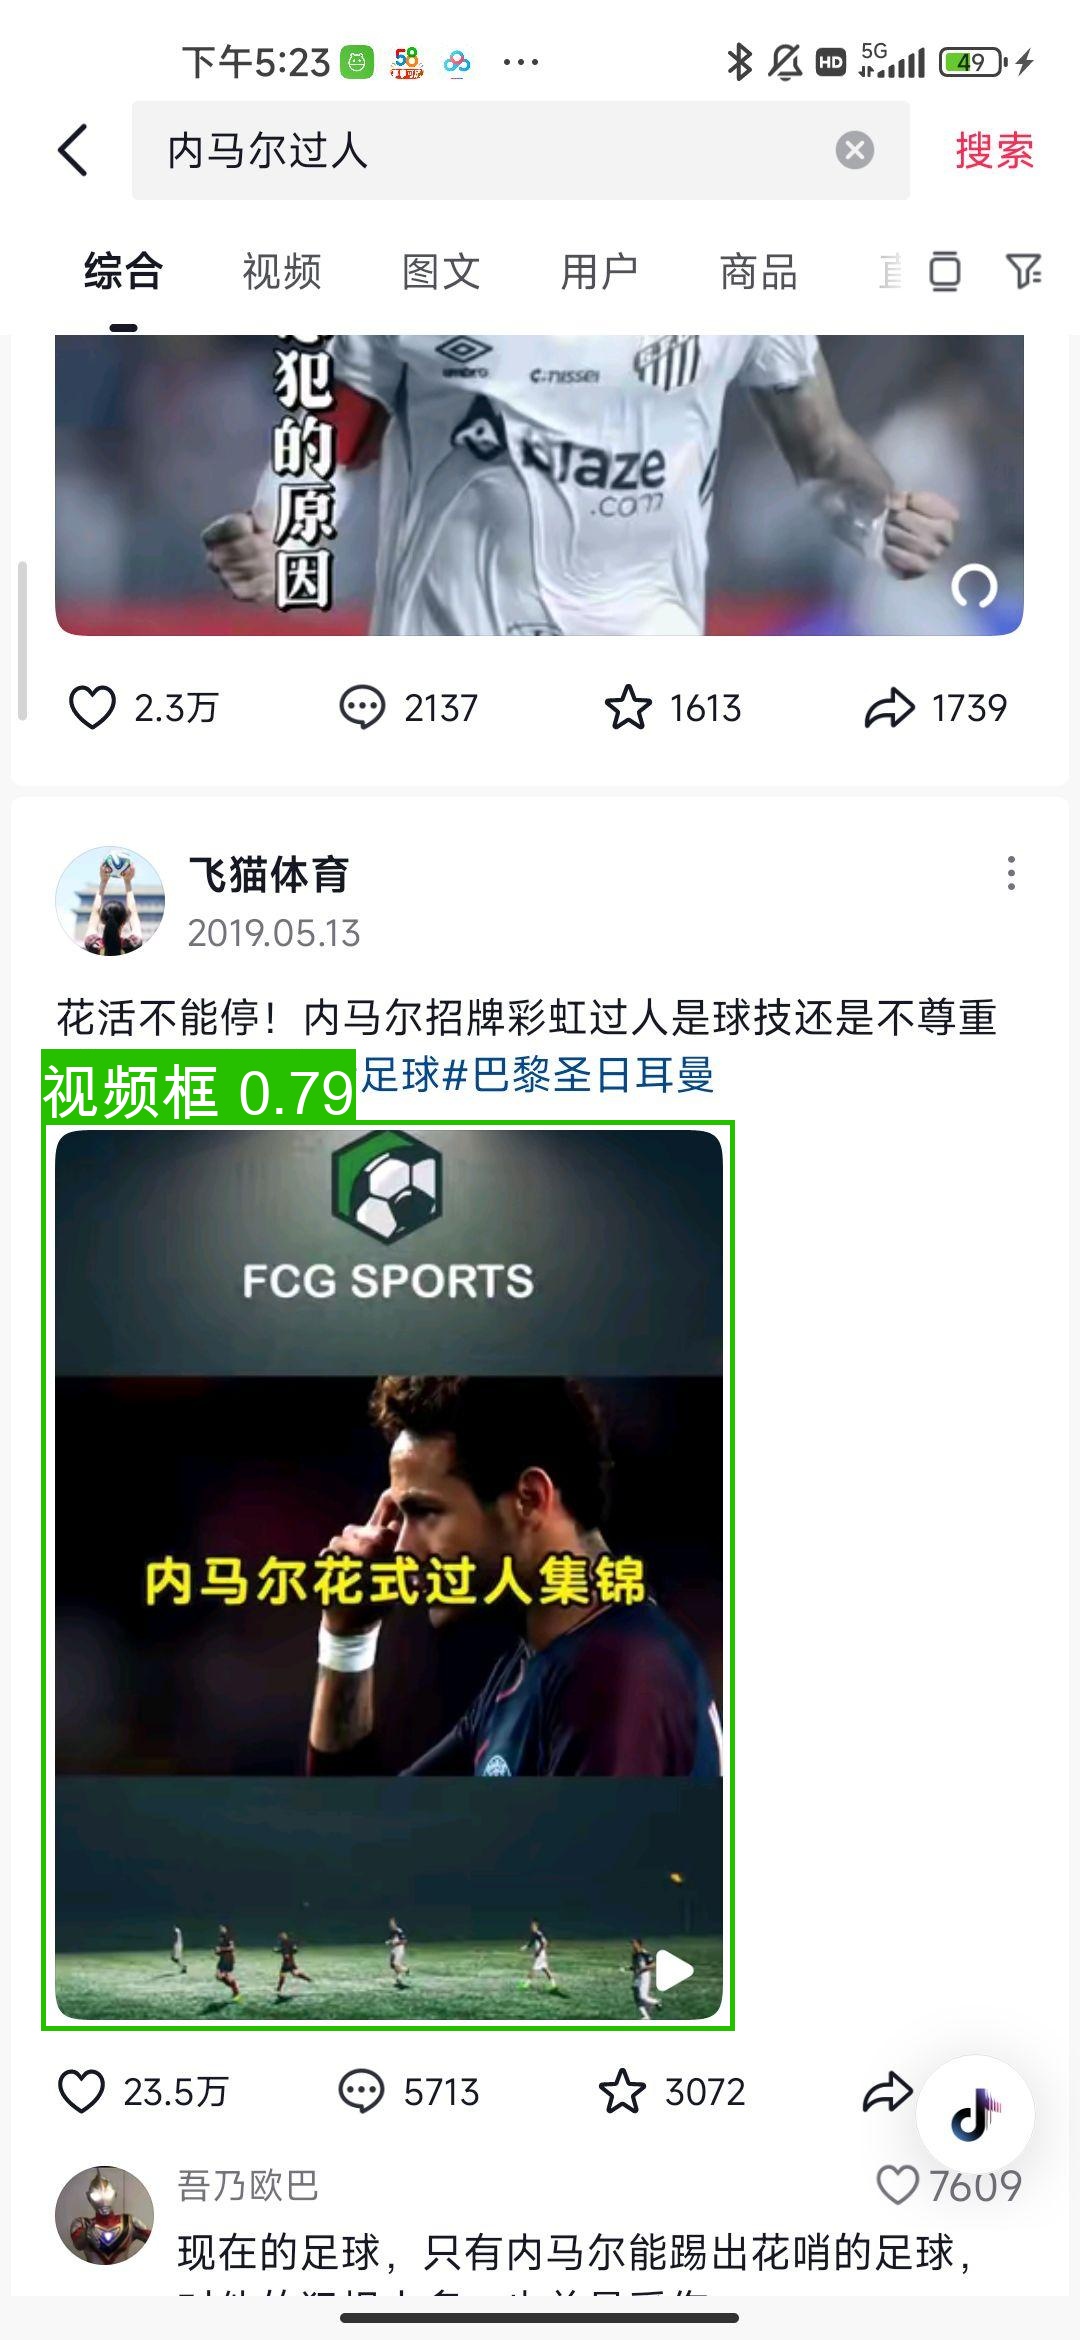 下午5:23
58
HD
5G
49
内马尔过人
搜索
综合
视频
图文
用户
商品
犯的原因
umbro
blaze
.com
2.3万
2137
1613
1739
飞猫体育
2019.05.13
花活不能停！内马尔招牌彩虹过人是球技还是不尊重
足球#巴黎圣日耳曼
视频框 0.79
FCG SPORTS
内马尔花式过人集锦
23.5万
5713
3072
吾乃欧巴
7609
现在的足球，只有内马尔能踢出花哨的足球，